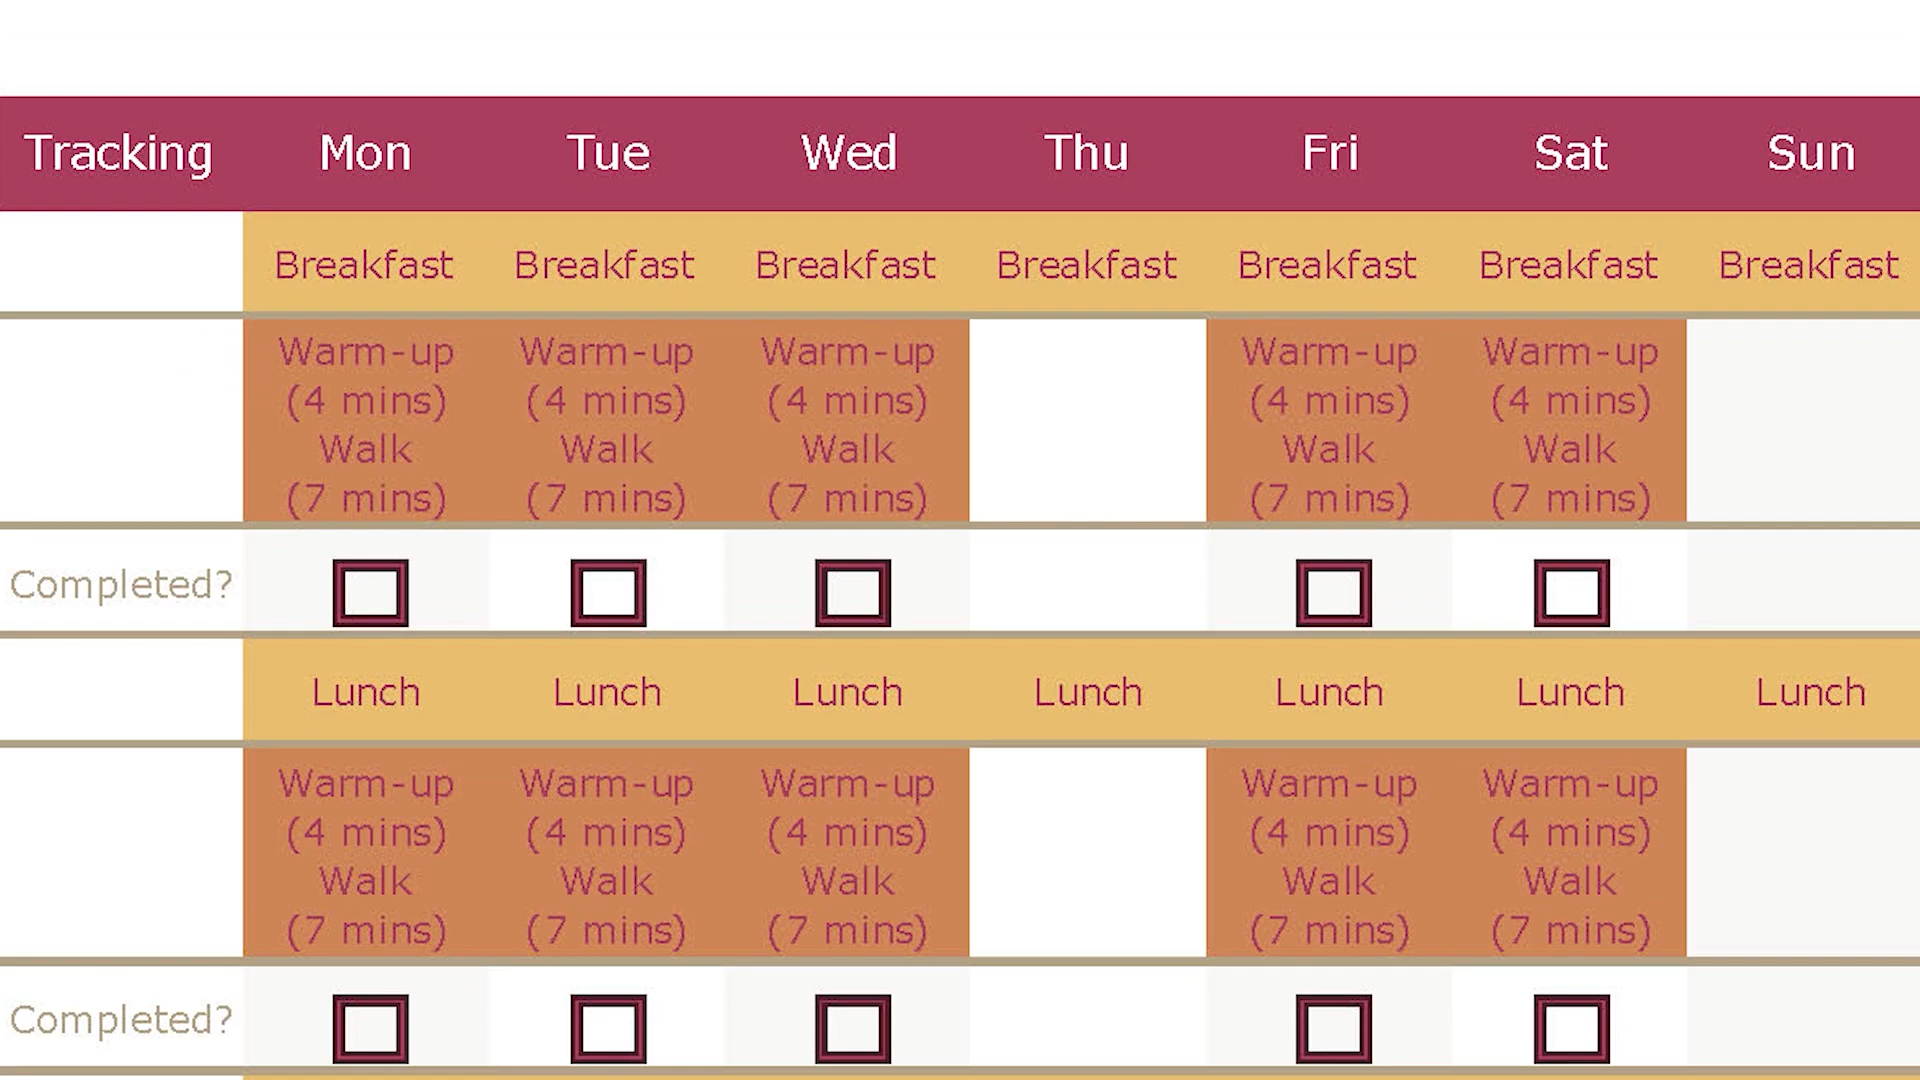 Tracking Mon Tue Wed Thu Fri Sat Sun
Breakfast Breakfast Breakfast Breakfast Breakfast Breakfast Breakfast
Warm-up Warm-up Warm-up Warm-up Warm-up
(4 mins) (4 mins) (4 mins) (4 mins) (4 mins)
Walk Walk Walk Walk Walk
(7 mins) (7 mins) (7 mins) (7 mins) (7 mins)
Completed?
Lunch Lunch Lunch Lunch Lunch Lunch Lunch
Warm-up Warm-up Warm-up Warm-up Warm-up
(4 mins) (4 mins) (4 mins) (4 mins) (4 mins)
Walk Walk Walk Walk Walk
(7 mins) (7 mins) (7 mins) (7 mins) (7 mins)
Completed?